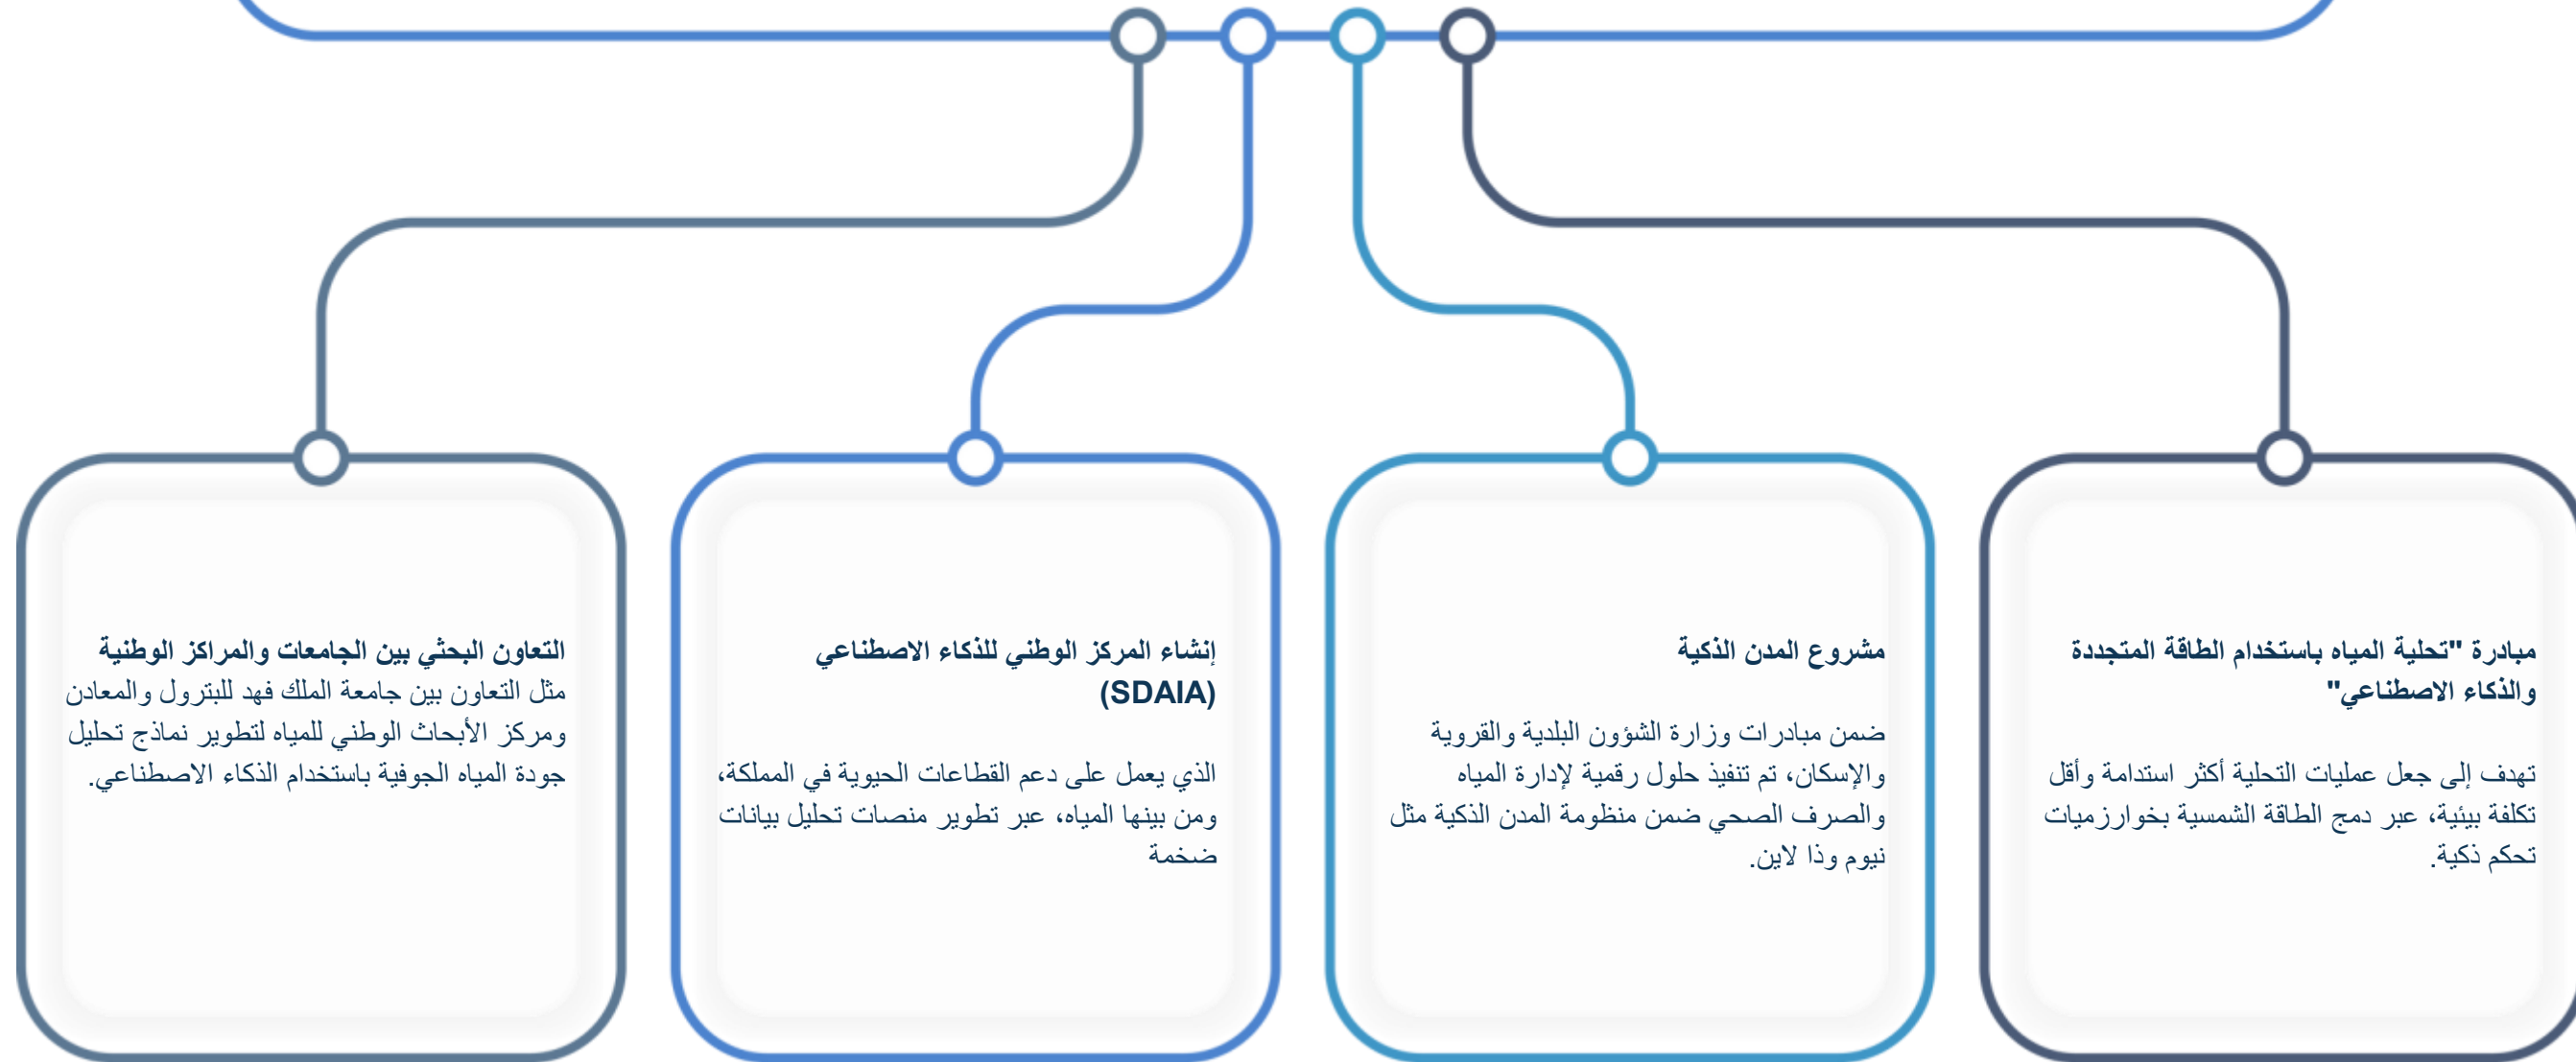 مبادرة "تحلية المياه باستخدام الطاقة المتجددة
والذكاء الاصطناعي"
تهدف إلى جعل عمليات التحلية أكثر استدامة وأقل
تكلفة بيئية، عبر دمج الطاقة الشمسية بخوارزميات
تحكم ذكية.
مشروع المدن الذكية
ضمن مبادرات وزارة الشؤون البلدية والقروية
والإسكان، تم تنفيذ حلول رقمية لإدارة المياه
والصرف الصحي ضمن منظومة المدن الذكية مثل
نيوم وذا لاين.
إنشاء المركز الوطني للذكاء الاصطناعي
(SDAIA)
الذي يعمل على دعم القطاعات الحيوية في المملكة،
ومن بينها المياه، عبر تطوير منصات تحليل بيانات
ضخمة
التعاون البحثي بين الجامعات والمراكز الوطنية
مثل التعاون بين جامعة الملك فهد للبترول والمعادن
ومركز الأبحاث الوطني للمياه لتطوير نماذج تحليل
جودة المياه الجوفية باستخدام الذكاء الاصطناعي.